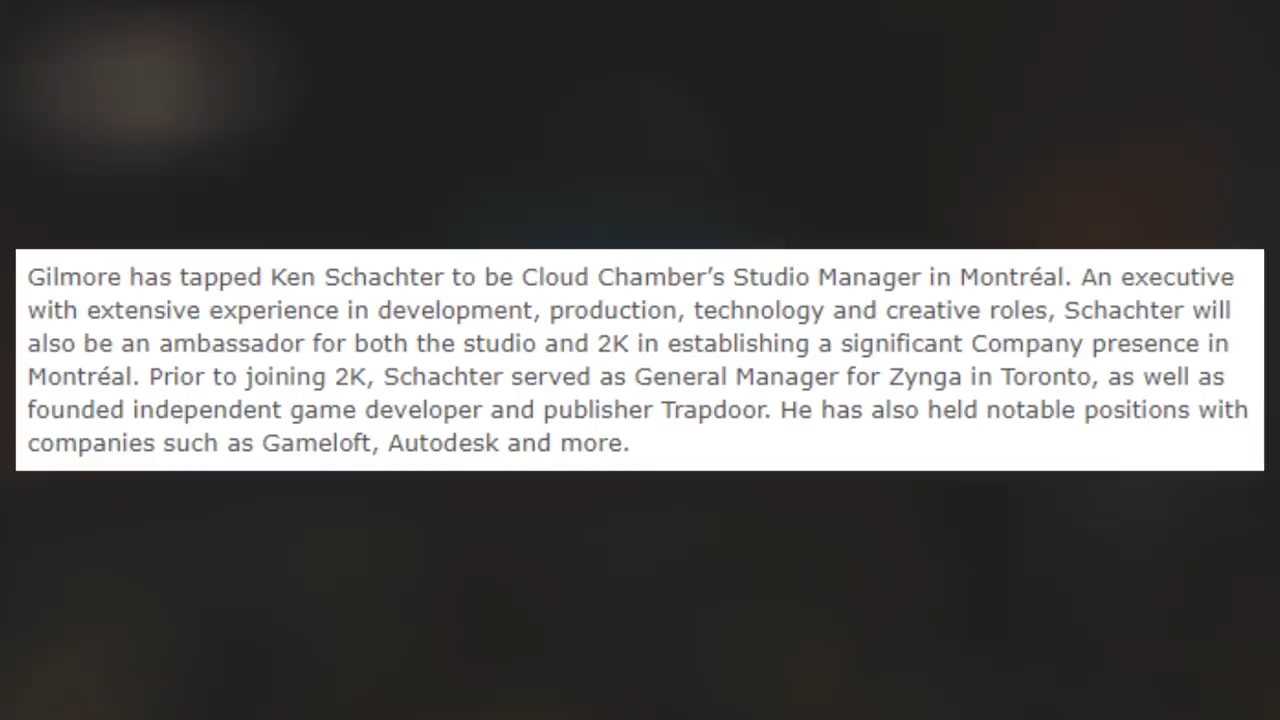 Gilmore has tapped Ken Schachter to be Cloud Chamber’s Studio Manager in Montréal. An executive
with extensive experience in development, production, technology and creative roles, Schachter will
also be an ambassador for both the studio and 2K in establishing a significant Company presence in
Montréal. Prior to joining 2K, Schachter served as General Manager for Zynga in Toronto, as well as
founded independent game developer and publisher Trapdoor. He has also held notable positions with
companies such as Gameloft, Autodesk and more.